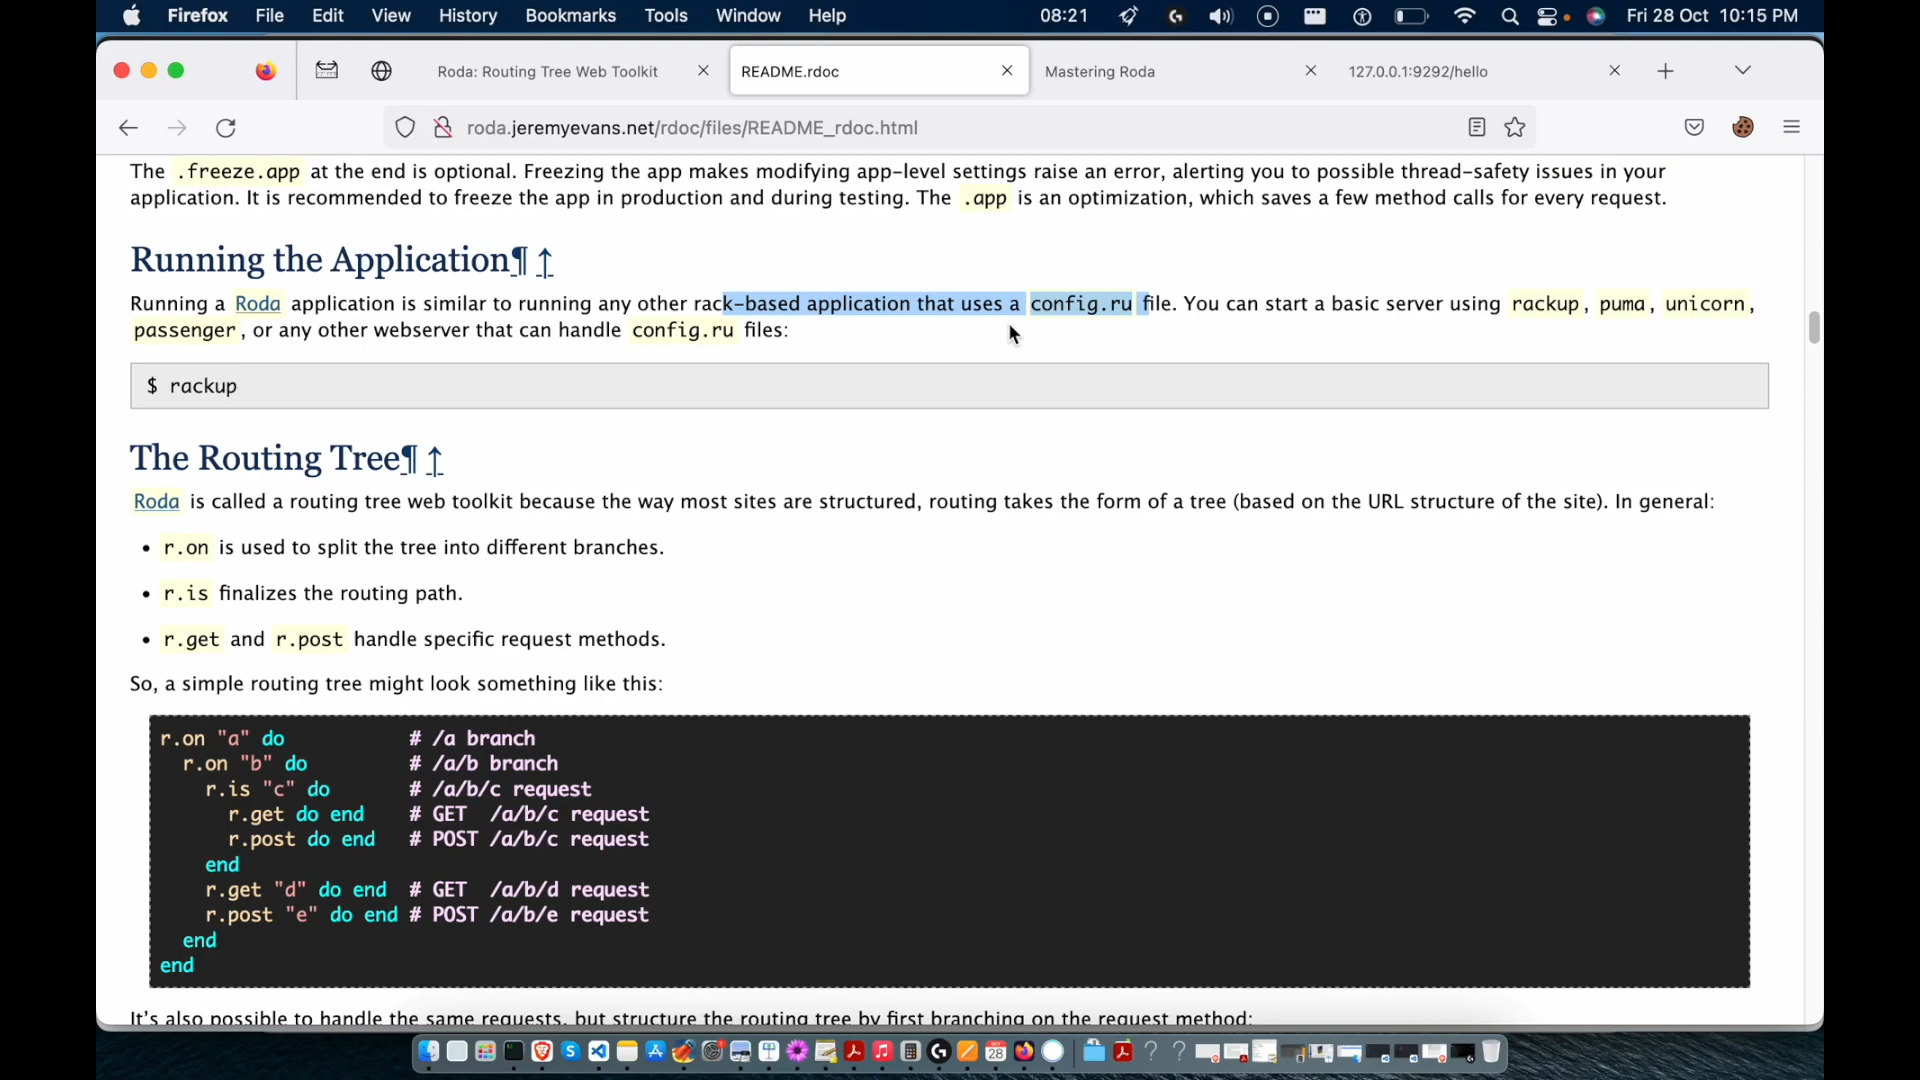 Firefox File Edit View History Bookmarks Tools Window Help 08:21 Fri 28 Oct 10:15 PM
Roda: Routing Tree Web Toolkit README.rdoc Mastering Roda 127.0.0.1:9292/hello
roda.jeremyevans.net/rdoc/files/README_rdoc.html
The .freeze.app at the end is optional. Freezing the app makes modifying app-level settings raise an error, alerting you to possible thread-safety issues in your
application. It is recommended to freeze the app in production and during testing. The .app is an optimization, which saves a few method calls for every request.
Running the Application¶ ↑
Running a Roda application is similar to running any other rack-based application that uses a config.ru file. You can start a basic server using rackup, puma, unicorn,
passenger, or any other webserver that can handle config.ru files:
$ rackup
The Routing Tree¶ ↑
Roda is called a routing tree web toolkit because the way most sites are structured, routing takes the form of a tree (based on the URL structure of the site). In general:
• r.on is used to split the tree into different branches.
• r.is finalizes the routing path.
• r.get and r.post handle specific request methods.
So, a simple routing tree might look something like this:
r.on "a" do # /a branch
r.on "b" do # /a/b branch
r.is "c" do # /a/b/c request
r.get do end # GET /a/b/c request
r.post do end # POST /a/b/c request
end
r.get "d" do end # GET /a/b/d request
r.post "e" do end # POST /a/b/e request
end
end
It's also possible to handle the same requests, but structure the routing tree by first branching on the request method:
28